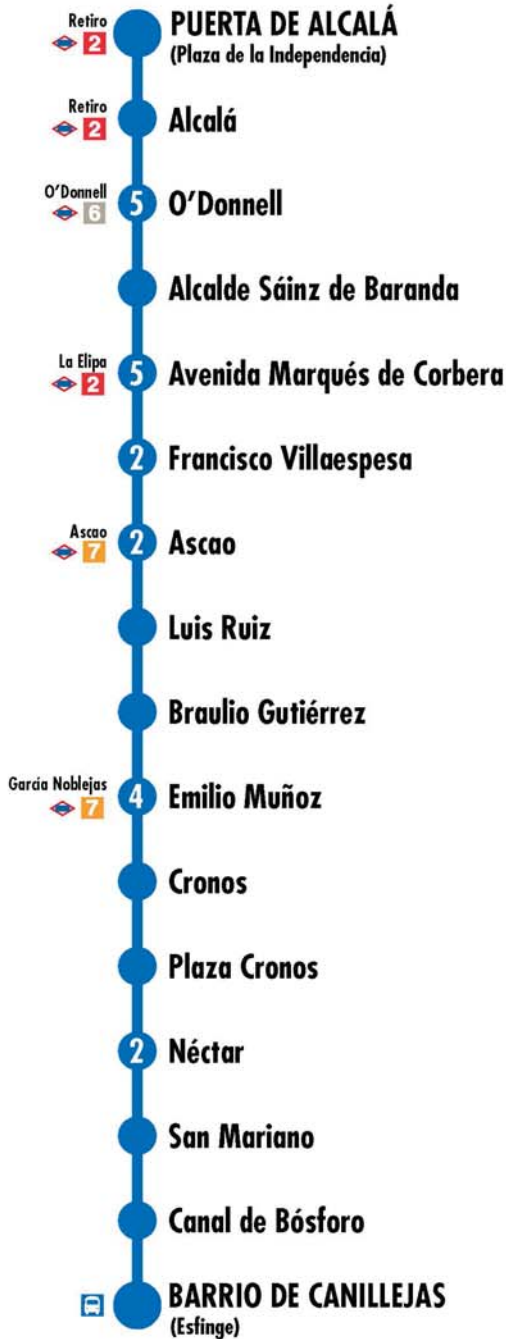 Retiro
2
PUERTA DE ALCALÁ
(Plaza de la Independencia)
Retiro
2
Alcalá
O'Donnell
6
5
O'Donnell
Alcalde Sáinz de Baranda
La Elipa
2
5
Avenida Marqués de Corbera
2
Francisco Villaespesa
Ascao
7
2
Ascao
Luis Ruiz
Braulio Gutiérrez
García Noblejas
7
4
Emilio Muñoz
Cronos
Plaza Cronos
2
Néctar
San Mariano
Canal de Bósforo
BARRIO DE CANILLEJAS
(Esfinge)